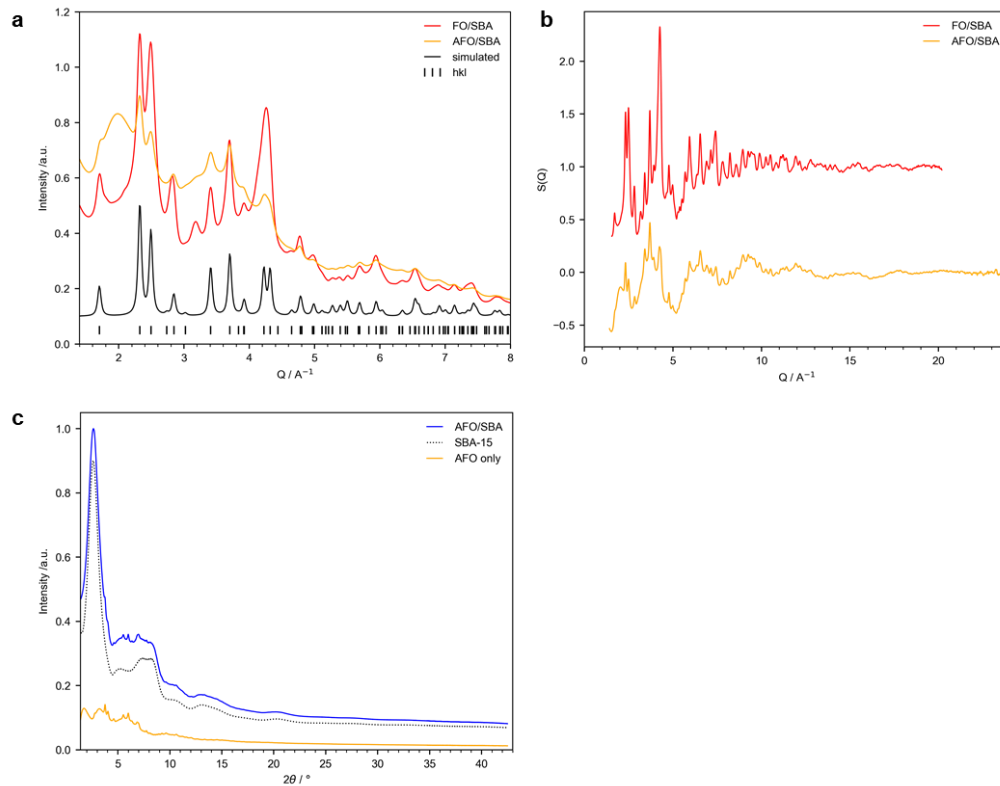 a
1.2
1.0
0.8
0.6
0.4
0.2
0.0
Intensity /a.u.
FO/SBA
AFO/SBA
simulated
hkl
2 3 4 5 6 7 8
Q / A⁻¹
b
2.0
1.5
1.0
0.5
0.0
−0.5
S(Q)
FO/SBA
AFO/SBA
0 5 10 15 20
Q / A⁻¹
c
1.0
0.8
0.6
0.4
0.2
0.0
Intensity /a.u.
AFO/SBA
SBA-15
AFO only
5 10 15 20 25 30 35 40
2θ / °